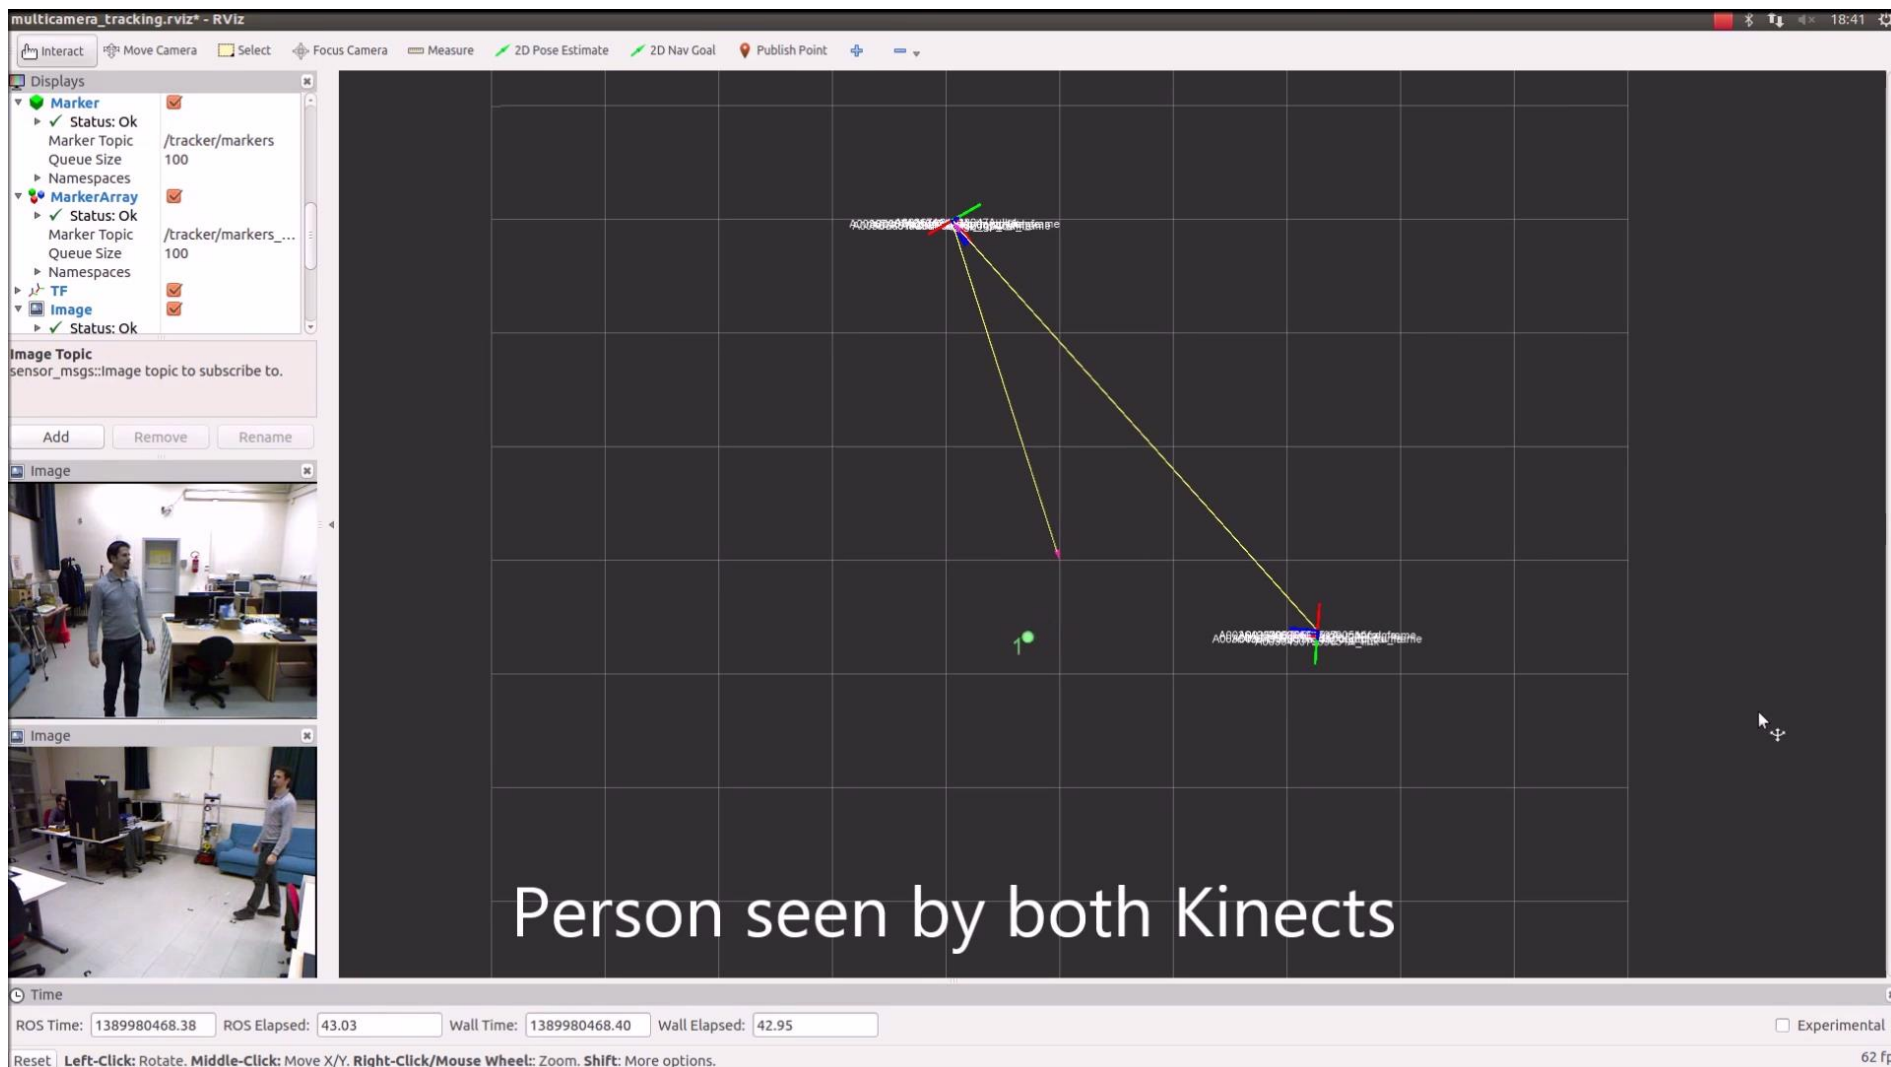 multicamera_tracking.rviz* - RViz
18:41
Interact Move Camera Select Focus Camera Measure 2D Pose Estimate 2D Nav Goal Publish Point
Displays
Marker
Status: Ok
Marker Topic /tracker/markers
Queue Size 100
Namespaces
MarkerArray
Status: Ok
Marker Topic /tracker/markers_...
Queue Size 100
Namespaces
TF
Image
Status: Ok
Image Topic
sensor_msgs::Image topic to subscribe to.
Add Remove Rename
Image
1
Image
Person seen by both Kinects
Time
ROS Time: 1389980468.38 ROS Elapsed: 43.03 Wall Time: 1389980468.40 Wall Elapsed: 42.95 Experimental
Reset Left-Click: Rotate. Middle-Click: Move X/Y. Right-Click/Mouse Wheel:: Zoom. Shift: More options. 62 fp